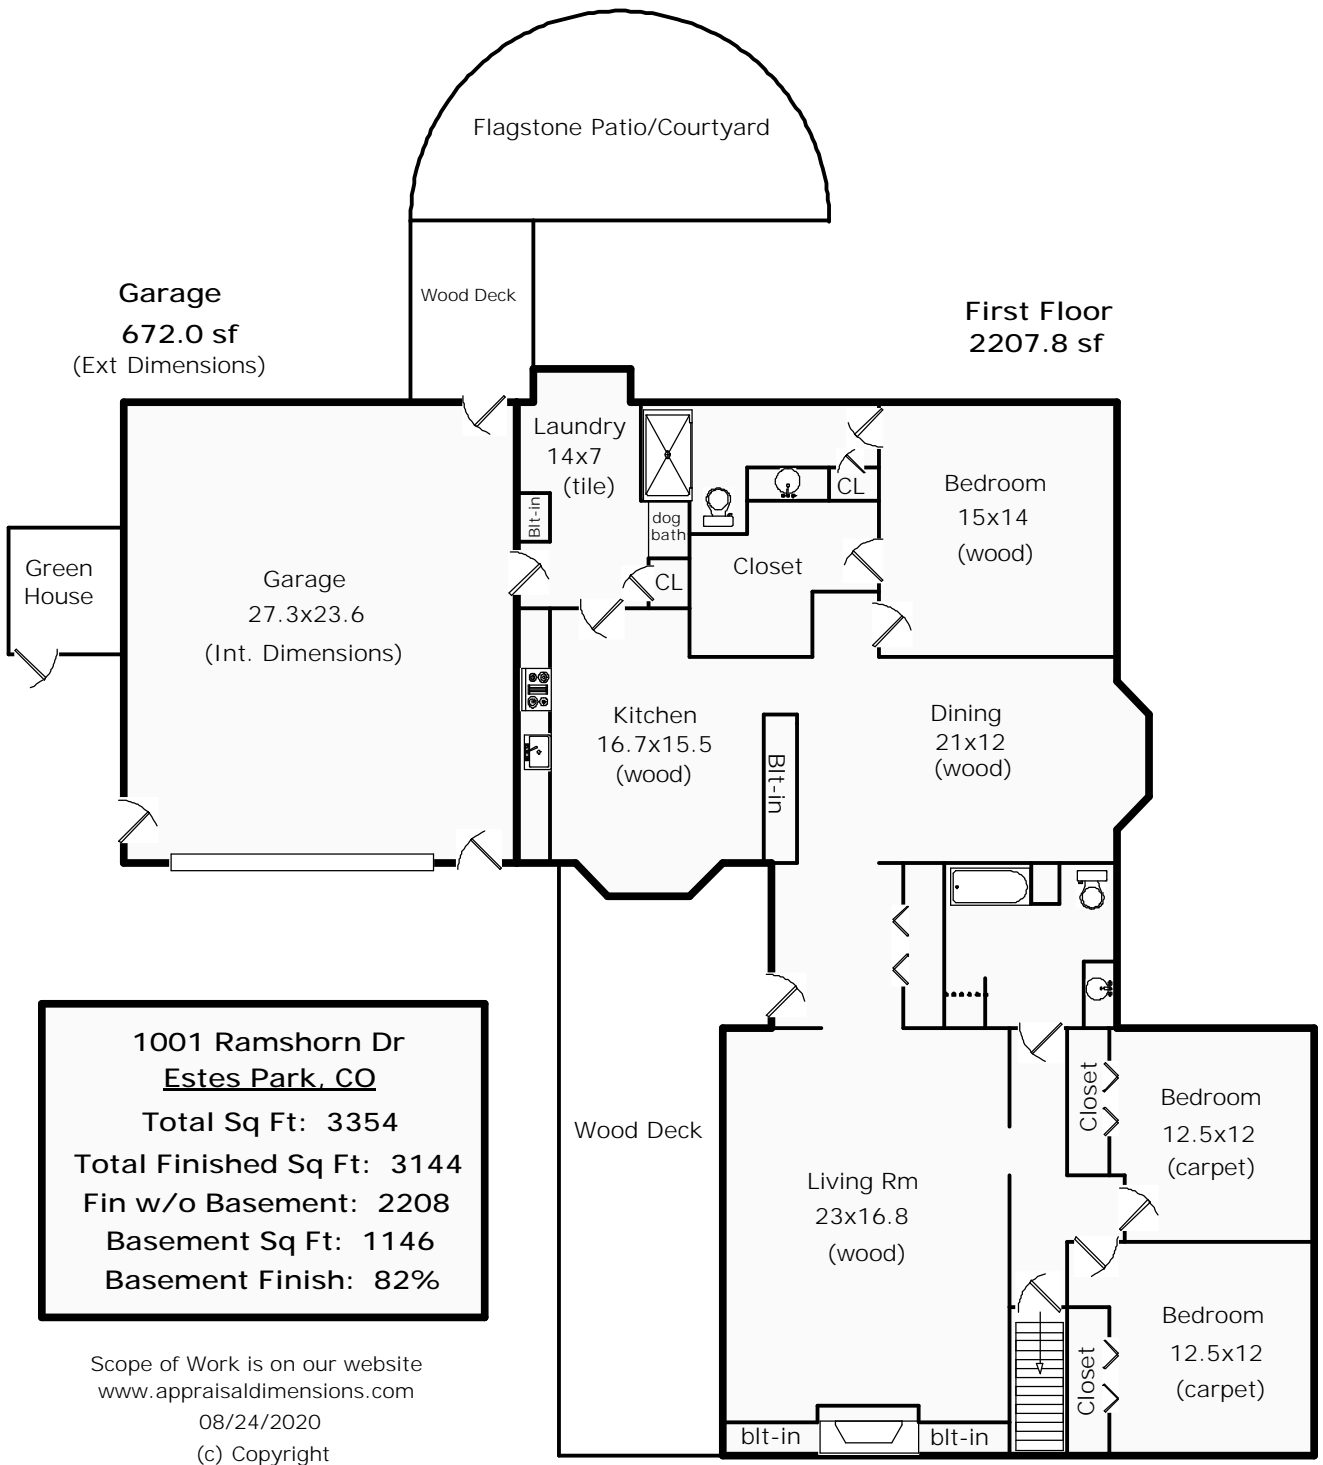 Flagstone Patio/Courtyard
Wood Deck
Garage
672.0 sf
(Ext Dimensions)
First Floor
2207.8 sf
Laundry
14x7
(tile)
Blt-in
dog
bath
CL
CL
Closet
Bedroom
15x14
(wood)
Green
House
Garage
27.3x23.6
(Int. Dimensions)
Kitchen
16.7x15.5
(wood)
Blt-in
Dining
21x12
(wood)
1001 Ramshorn Dr
Estes Park, CO
Total Sq Ft: 3354
Total Finished Sq Ft: 3144
Fin w/o Basement: 2208
Basement Sq Ft: 1146
Basement Finish: 82%
Wood Deck
Living Rm
23x16.8
(wood)
Closet
Bedroom
12.5x12
(carpet)
Closet
Bedroom
12.5x12
(carpet)
blt-in
blt-in
Scope of Work is on our website
www.appraisaldimensions.com
08/24/2020
(c) Copyright